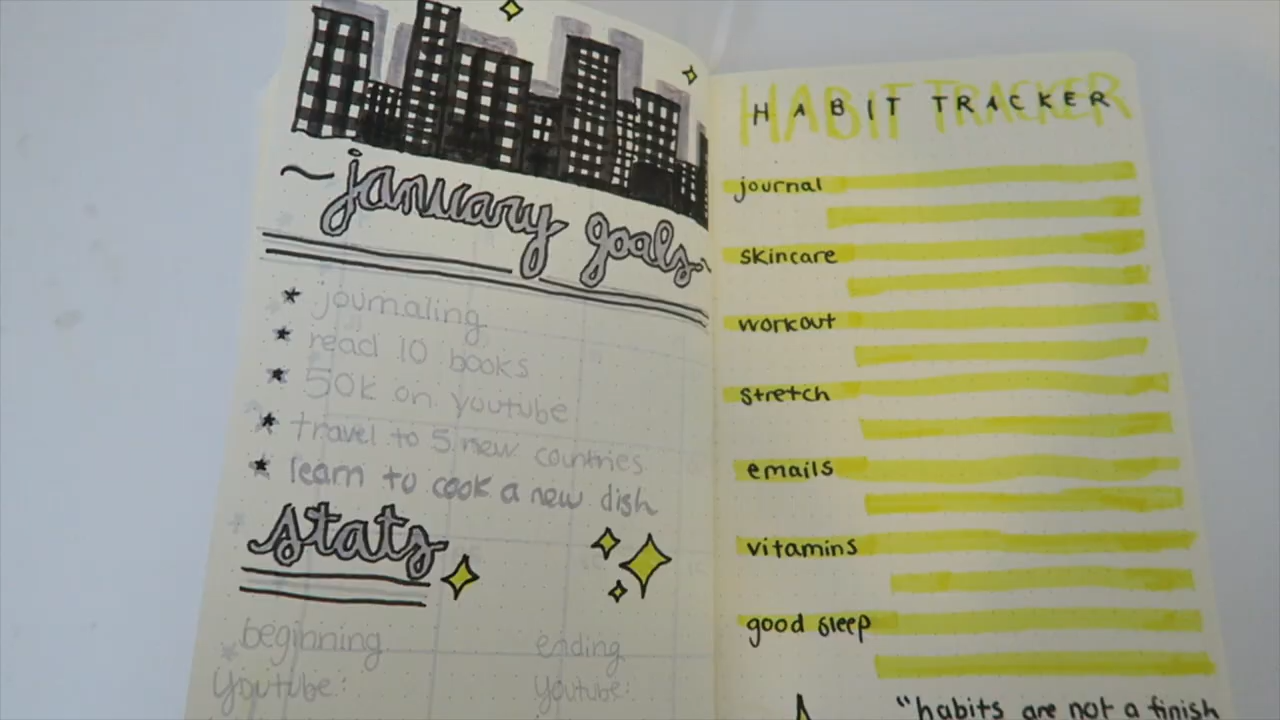 ~january goals~
journaling
read 10 books
50k on youtube
travel to 5 new countries
learn to cook a new dish
stats
beginning
ending
Youtube:
Youtube:
HABIT TRACKER
journal
skincare
workout
stretch
emails
vitamins
good sleep
"habits are not a finish